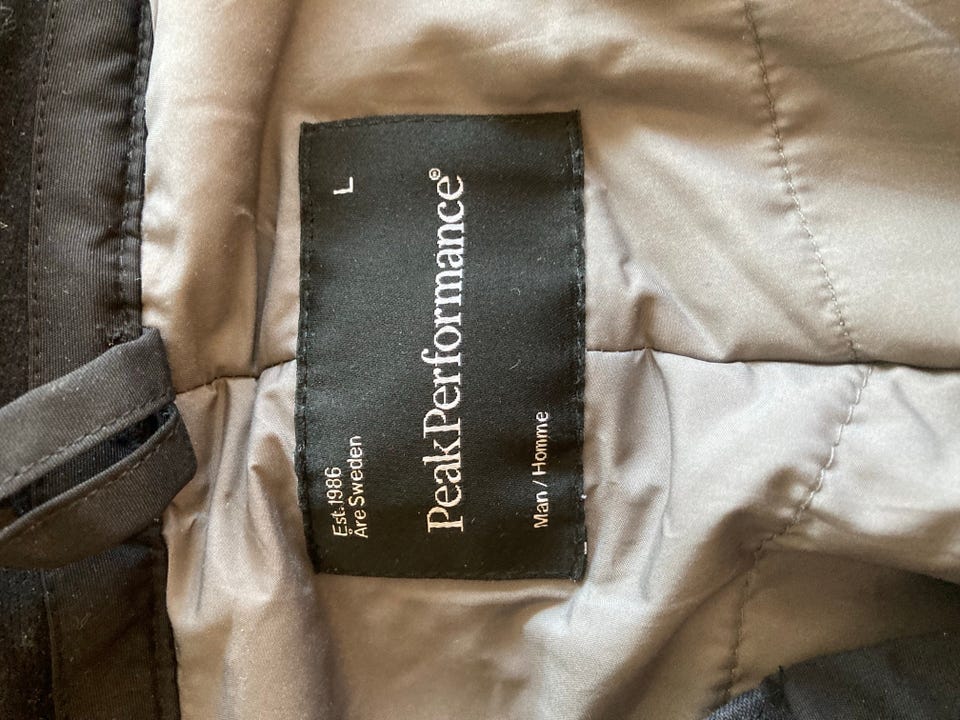 Est.1986
Åre Sweden
L
PeakPerformance®
Man / Homme